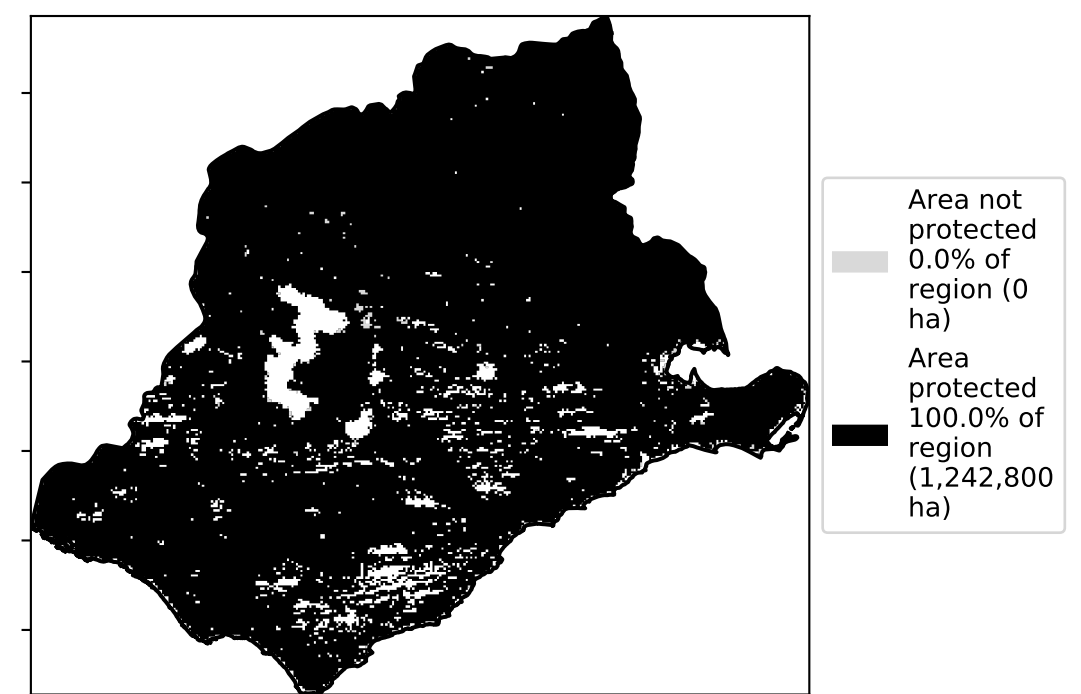 Area not
protected
0.0% of
region (0
ha)
Area
protected
100.0% of
region
(1,242,800
ha)